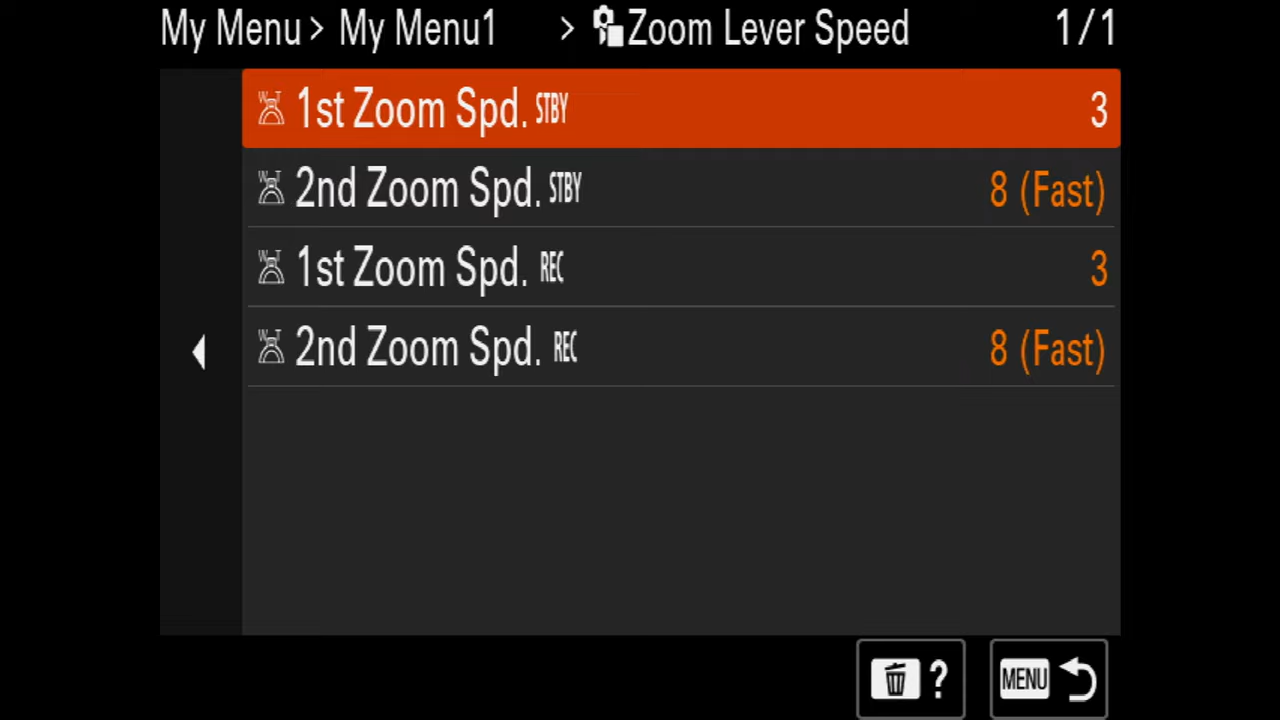 My Menu > My Menu1 > Zoom Lever Speed 1/1
W T 1st Zoom Spd. STBY 3
W T 2nd Zoom Spd. STBY 8 (Fast)
W T 1st Zoom Spd. REC 3
W T 2nd Zoom Spd. REC 8 (Fast)
? MENU